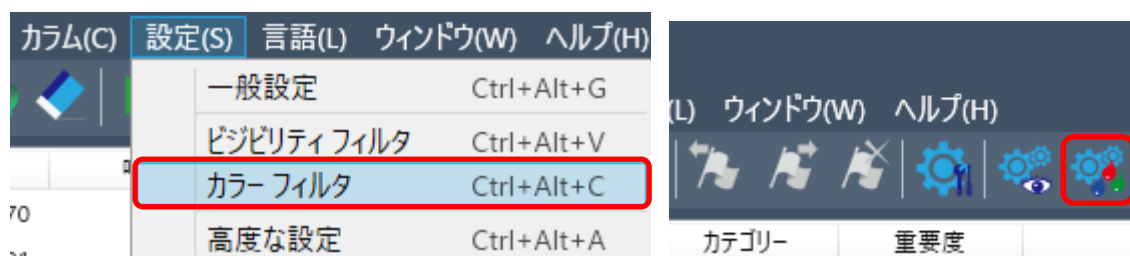 カラム(C) 設定(S) 言語(L) ウィンドウ(W) ヘルプ(H)
一般設定 Ctrl+Alt+G
ビジビリティ フィルタ Ctrl+Alt+V
カラー フィルタ Ctrl+Alt+C
70
高度な設定 Ctrl+Alt+A
(L) ウィンドウ(W) ヘルプ(H)
カテゴリー 重要度